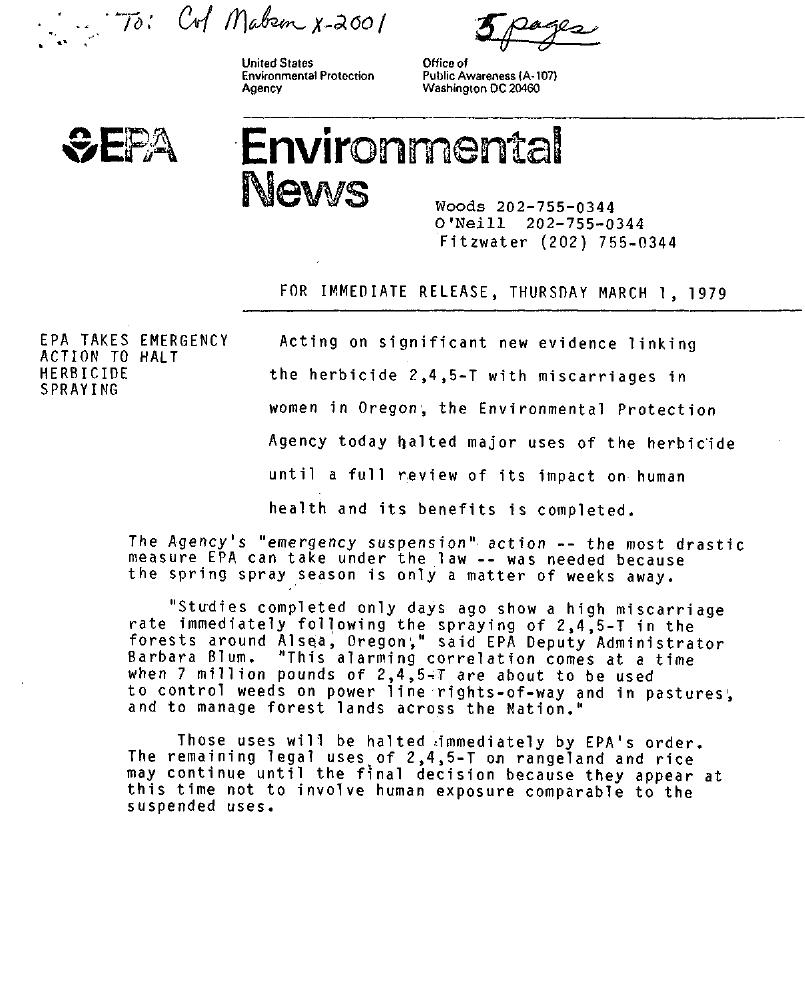 To: Col Mabson X-2001
5 pages
United States
Environmental Protection
Agency
Office of
Public Awareness (A-107)
Washington DC 20460
EPA
Environmental
News
Woods 202-755-0344
O'Neill 202-755-0344
Fitzwater (202) 755-0344
FOR IMMEDIATE RELEASE, THURSDAY MARCH 1, 1979
EPA TAKES EMERGENCY
ACTION TO HALT
HERBICIDE
SPRAYING
Acting on significant new evidence linking
the herbicide 2,4,5-T with miscarriages in
women in Oregon, the Environmental Protection
Agency today halted major uses of the herbicide
until a full review of its impact on human
health and its benefits is completed.
The Agency's "emergency suspension" action -- the most drastic
measure EPA can take under the law -- was needed because
the spring spray season is only a matter of weeks away.
"Studies completed only days ago show a high miscarriage
rate immediately following the spraying of 2,4,5-T in the
forests around Alsea, Oregon," said EPA Deputy Administrator
Barbara Blum. "This alarming correlation comes at a time
when 7 million pounds of 2,4,5-T are about to be used
to control weeds on power line rights-of-way and in pastures,
and to manage forest lands across the Nation."
Those uses will be halted immediately by EPA's order.
The remaining legal uses of 2,4,5-T on rangeland and rice
may continue until the final decision because they appear at
this time not to involve human exposure comparable to the
suspended uses.